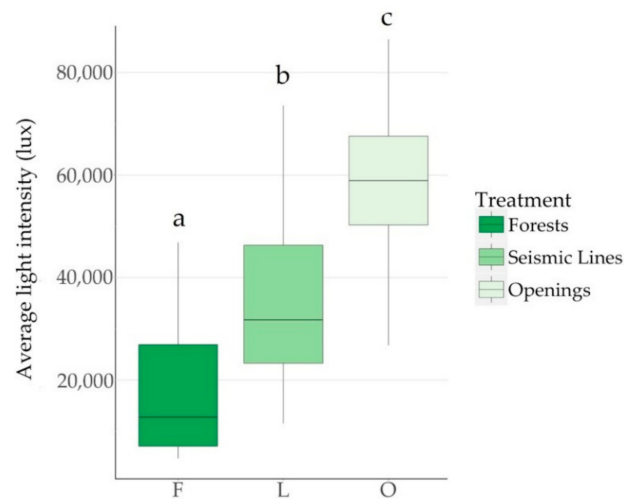 c
80,000
b
60,000
Average light intensity (lux)
a
40,000
20,000
F
L
O
Treatment
Forests
Seismic Lines
Openings